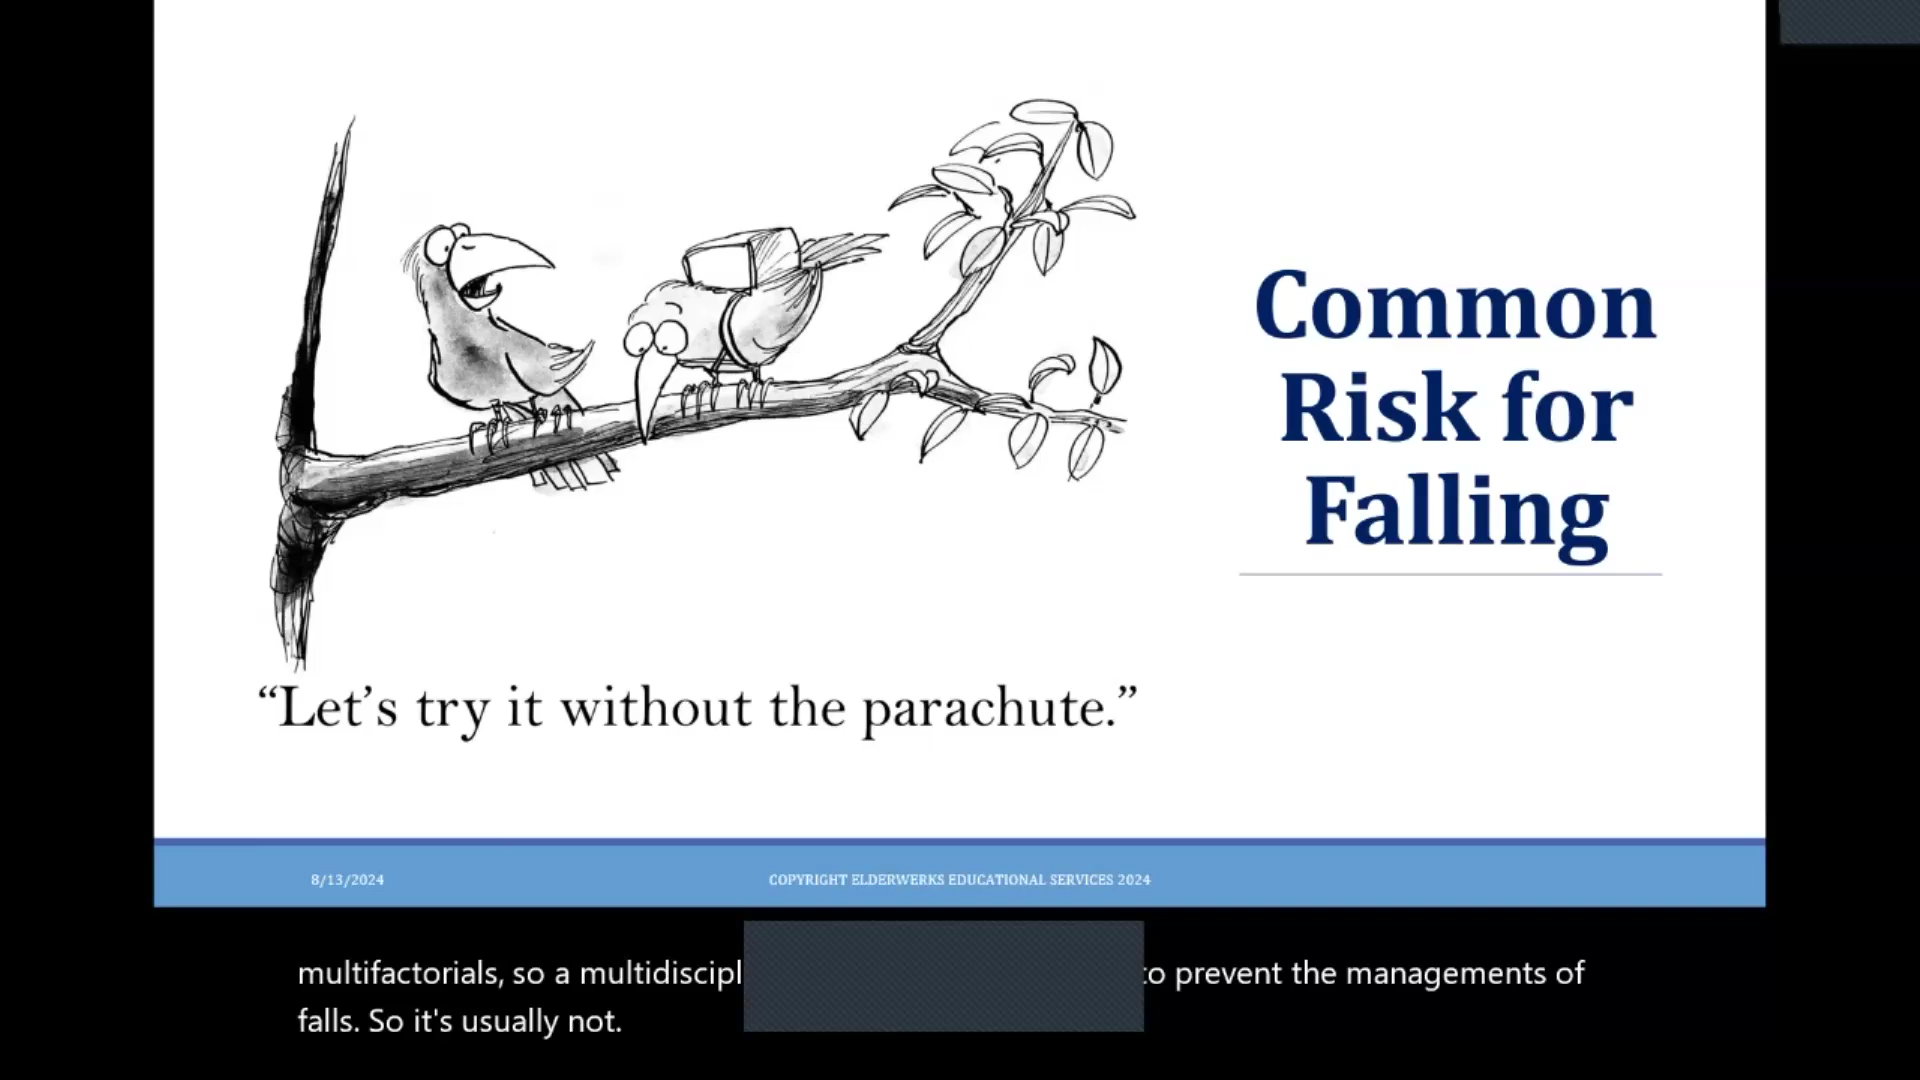 Common
Risk for
Falling
“Let’s try it without the parachute.”
8/13/2024
COPYRIGHT ELDERWERKS EDUCATIONAL SERVICES 2024
multifactorials, so a to prevent the managements of
falls. So it's usually not.